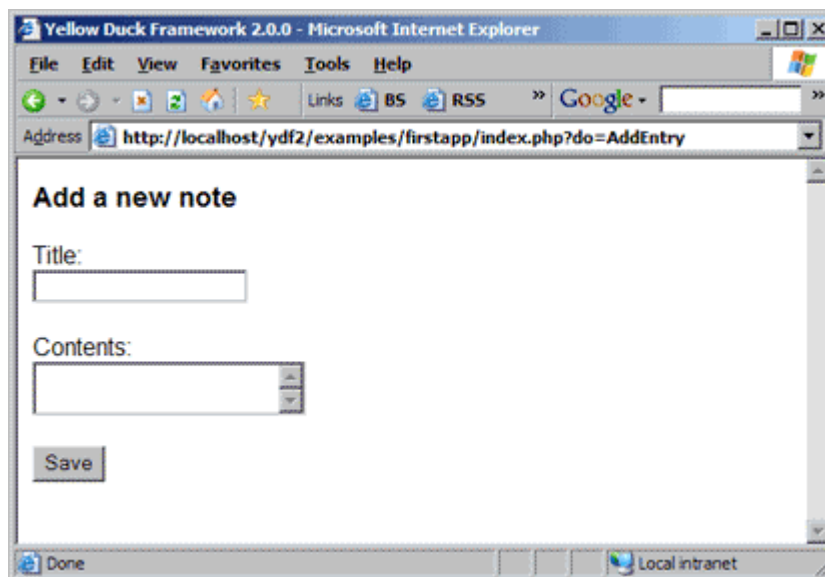 Yellow Duck Framework 2.0.0 - Microsoft Internet Explorer
File Edit View Favorites Tools Help
Links BS RSS » Google »
Address http://localhost/ydf2/examples/firstapp/index.php?do=AddEntry
Add a new note
Title:
Contents:
Save
Done Local intranet